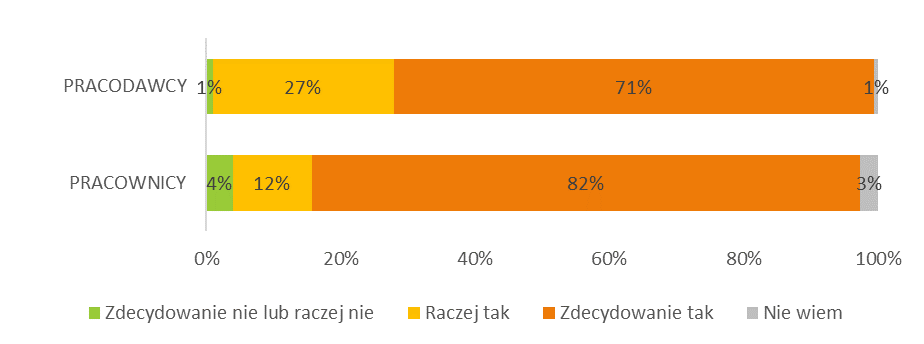 PRACODAWCY 1% 27% 71% 1%
PRACOWNICY 4% 12% 82% 3%
0% 20% 40% 60% 80% 100%
Zdecydowanie nie lub raczej nie Raczej tak Zdecydowanie tak Nie wiem